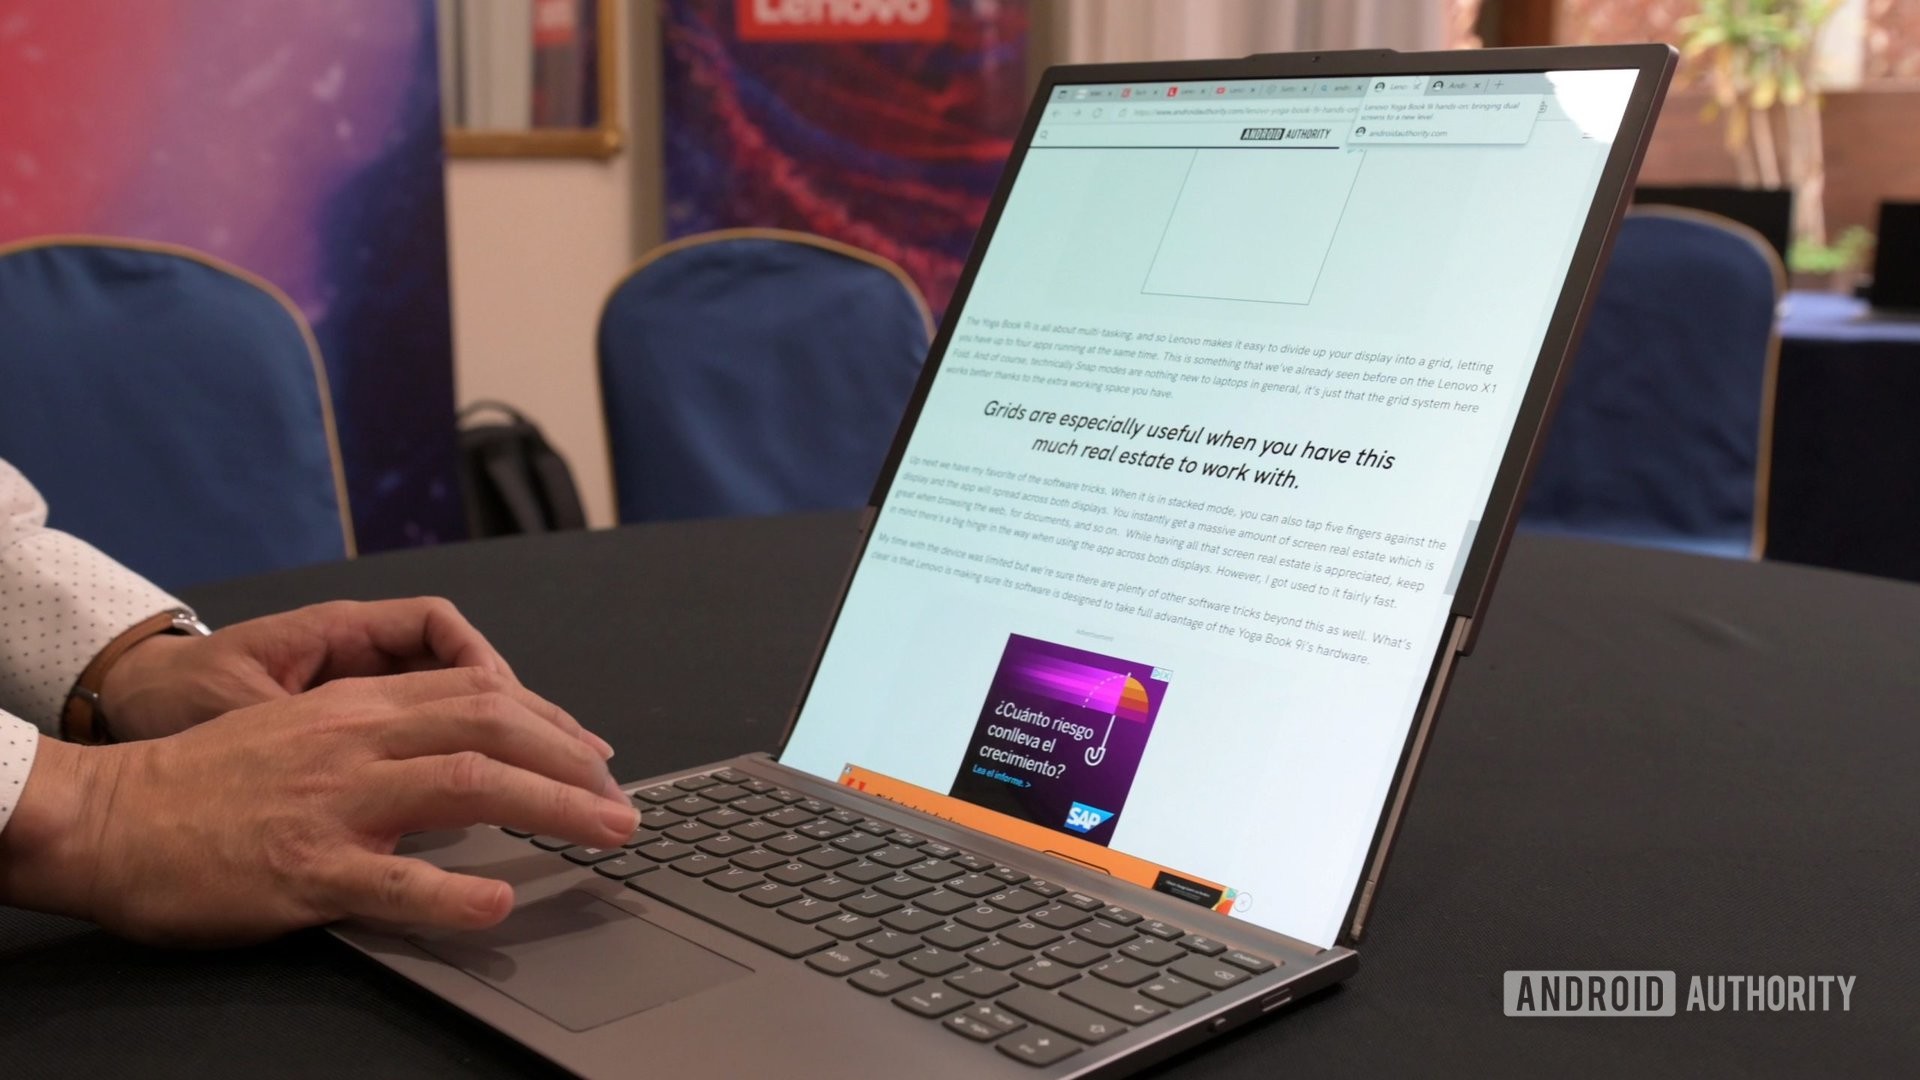 Lenovo
Lenovo Yoga Book 9i hands-on: bringing dual
screens to a new level
androidauthority.com
ANDROID AUTHORITY
The Yoga Book 9i is all about multi-tasking, and so Lenovo makes it easy to divide up your display into a grid, letting
you have up to four apps running at the same time. This is something that we've already seen before on the Lenovo X1
Fold. And of course, technically Snap modes are nothing new to laptops in general, it's just that the grid system here
works better thanks to the extra working space you have.
Grids are especially useful when you have this
much real estate to work with.
Up next we have my favorite of the software tricks. When it is in stacked mode, you can also tap five fingers against the
display and the app will spread across both displays. You instantly get a massive amount of screen real estate which is
great when browsing the web, for documents, and so on. While having all that screen real estate is appreciated, keep
in mind there's a big hinge in the way when using the app across both displays. However, I got used to it fairly fast.
My time with the device was limited but we're sure there are plenty of other software tricks beyond this as well. What's
clear is that Lenovo is making sure its software is designed to take full advantage of the Yoga Book 9i's hardware.
Advertisement
¿Cuánto riesgo
conlleva el
crecimiento?
Lea el informe. >
SAP
ANDROID AUTHORITY